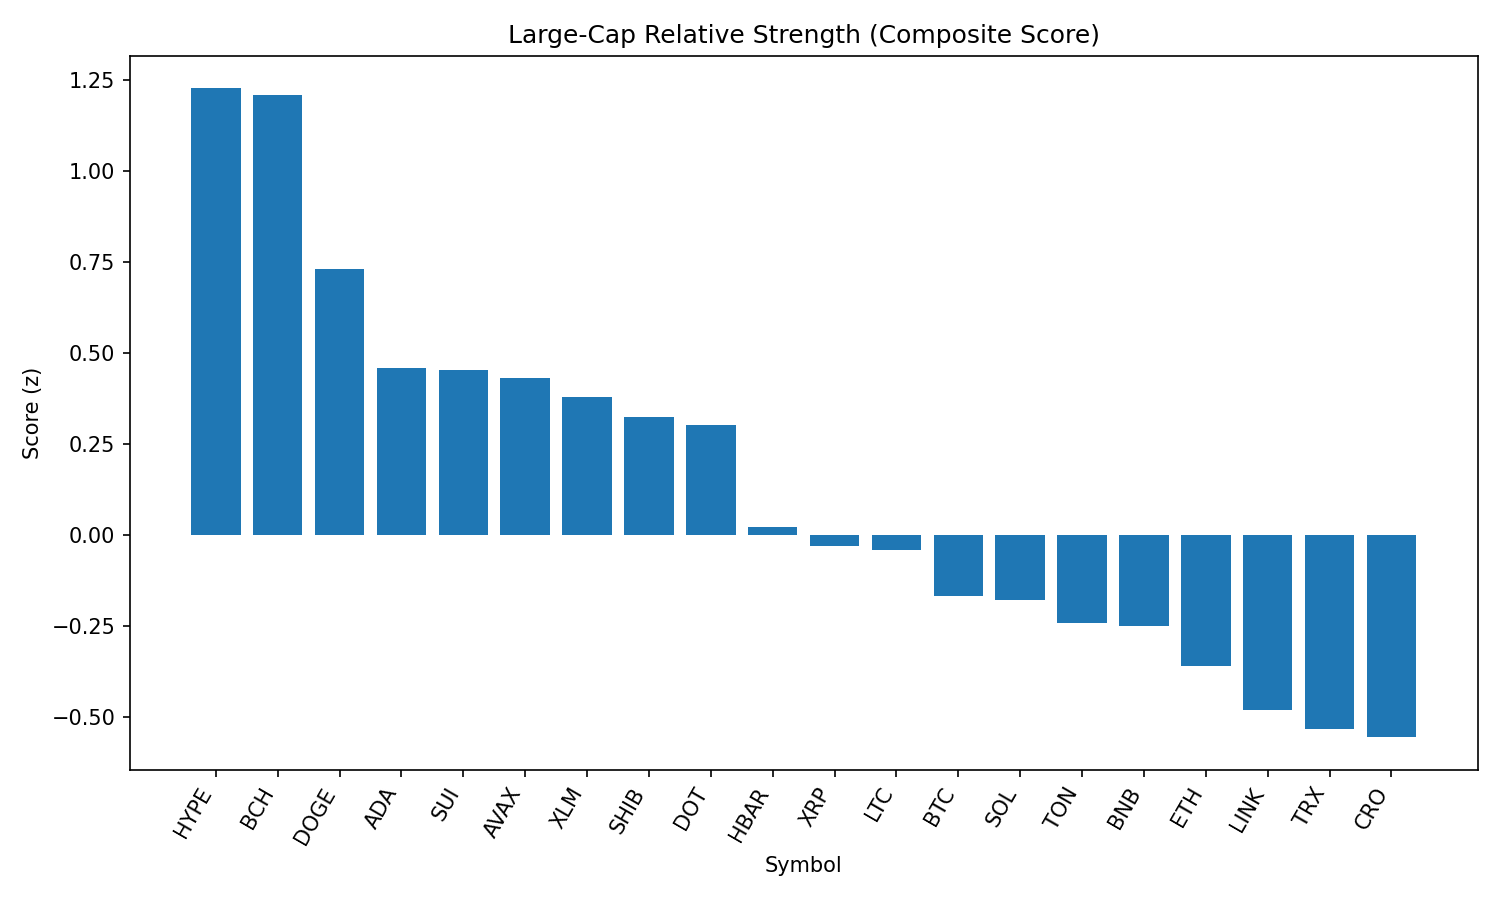 Large-Cap Relative Strength (Composite Score)
1.25
1.00
0.75
0.50
0.25
0.00
−0.25
−0.50
Score (z)
HYPE
BCH
DOGE
ADA
SUI
AVAX
XLM
SHIB
DOT
HBAR
XRP
LTC
BTC
SOL
TON
BNB
ETH
LINK
TRX
CRO
Symbol